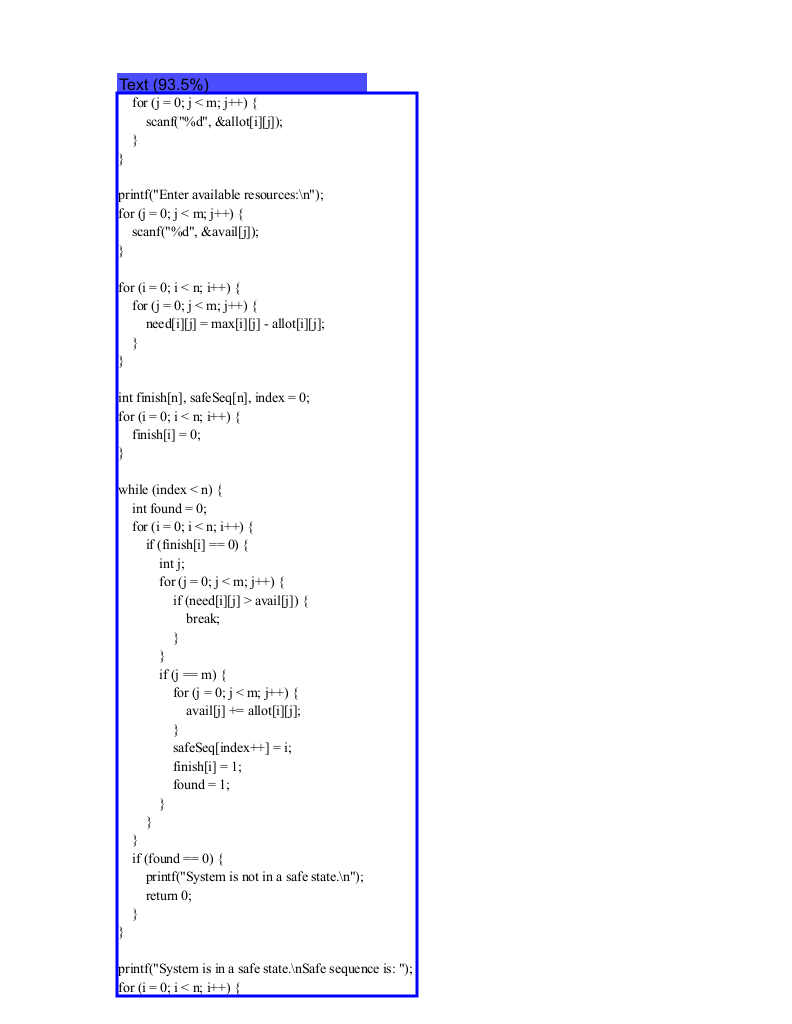 Text (93.5%)
for (j = 0; j < m; j++) {
scanf("%d", &allot[i][j]);
}
}
printf("Enter available resources:\n");
for (j = 0; j < m; j++) {
scanf("%d", &avail[j]);
}
for (i = 0; i < n; i++) {
for (j = 0; j < m; j++) {
need[i][j] = max[i][j] - allot[i][j];
}
}
int finish[n], safeSeq[n], index = 0;
for (i = 0; i < n; i++) {
finish[i] = 0;
}
while (index < n) {
int found = 0;
for (i = 0; i < n; i++) {
if (finish[i] == 0) {
int j;
for (j = 0; j < m; j++) {
if (need[i][j] > avail[j]) {
break;
}
}
if (j == m) {
for (j = 0; j < m; j++) {
avail[j] += allot[i][j];
}
safeSeq[index++] = i;
finish[i] = 1;
found = 1;
}
}
}
if (found == 0) {
printf("System is not in a safe state.\n");
return 0;
}
}
printf("System is in a safe state.\nSafe sequence is: ");
for (i = 0; i < n; i++) {